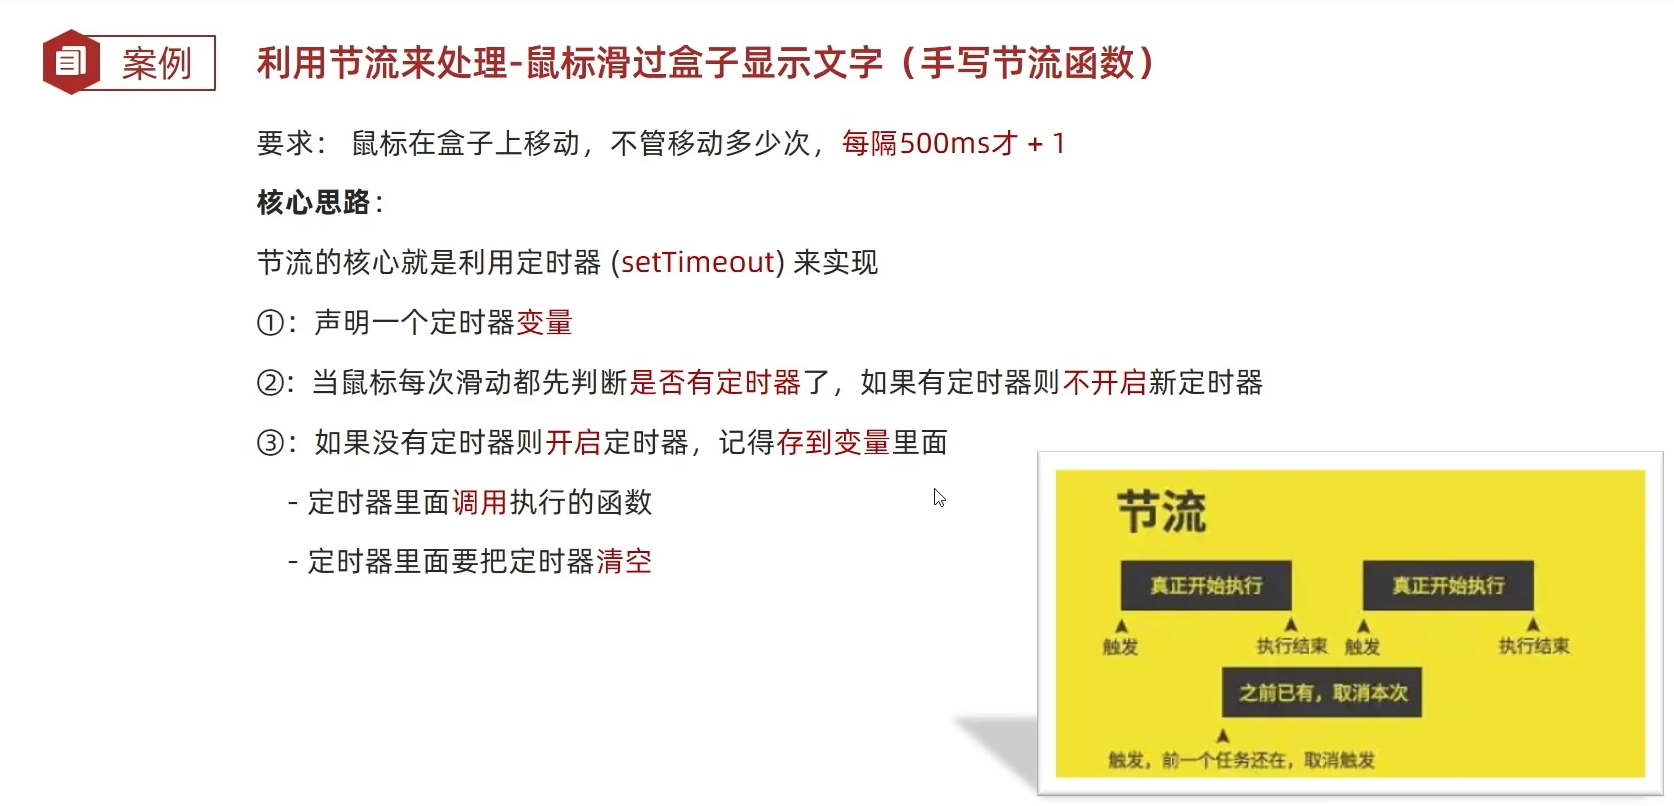 案例
利用节流来处理-鼠标滑过盒子显示文字（手写节流函数）
要求： 鼠标在盒子上移动，不管移动多少次，每隔500ms才 + 1
核心思路：
节流的核心就是利用定时器 (setTimeout) 来实现
①：声明一个定时器变量
②：当鼠标每次滑动都先判断是否有定时器了，如果有定时器则不开启新定时器
③：如果没有定时器则开启定时器，记得存到变量里面
- 定时器里面调用执行的函数
- 定时器里面要把定时器清空
节流
真正开始执行 真正开始执行
触发 执行结束 触发 执行结束
之前已有，取消本次
触发，前一个任务还在，取消触发